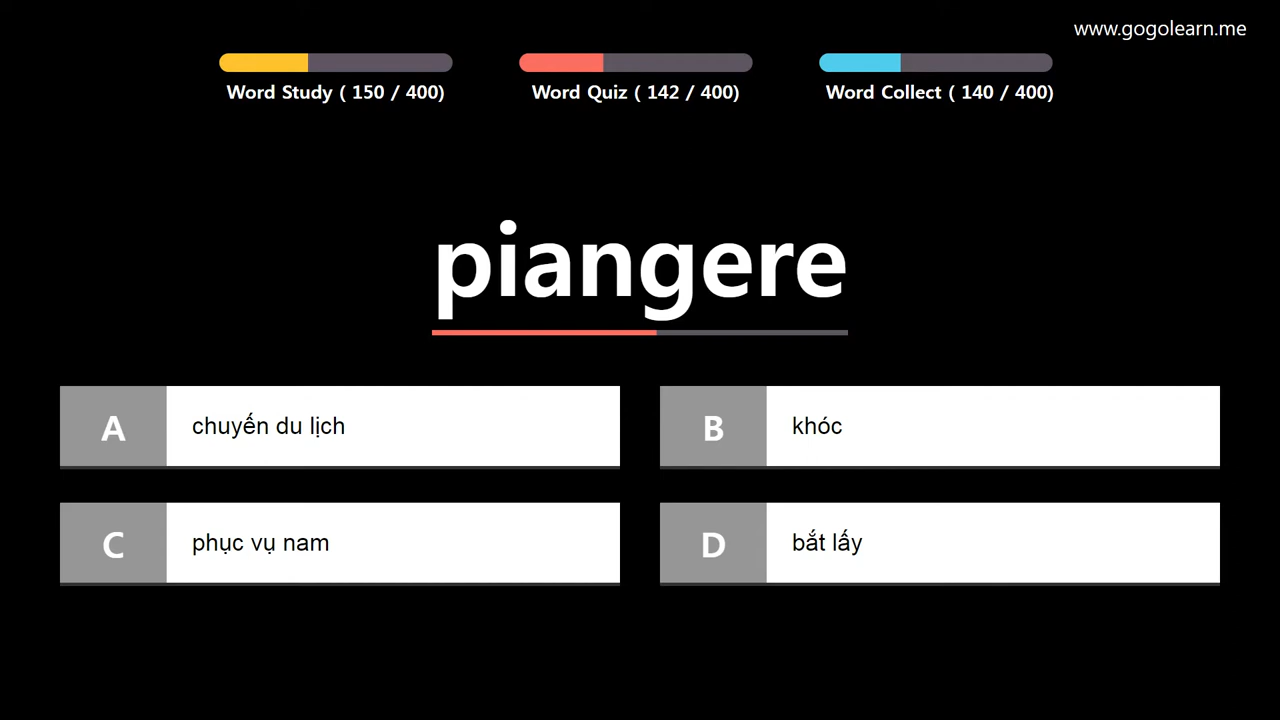 www.gogolearn.me
Word Study ( 150 / 400)
Word Quiz ( 142 / 400)
Word Collect ( 140 / 400)
piangere
A
chuyến du lịch
B
khóc
C
phục vụ nam
D
bắt lấy